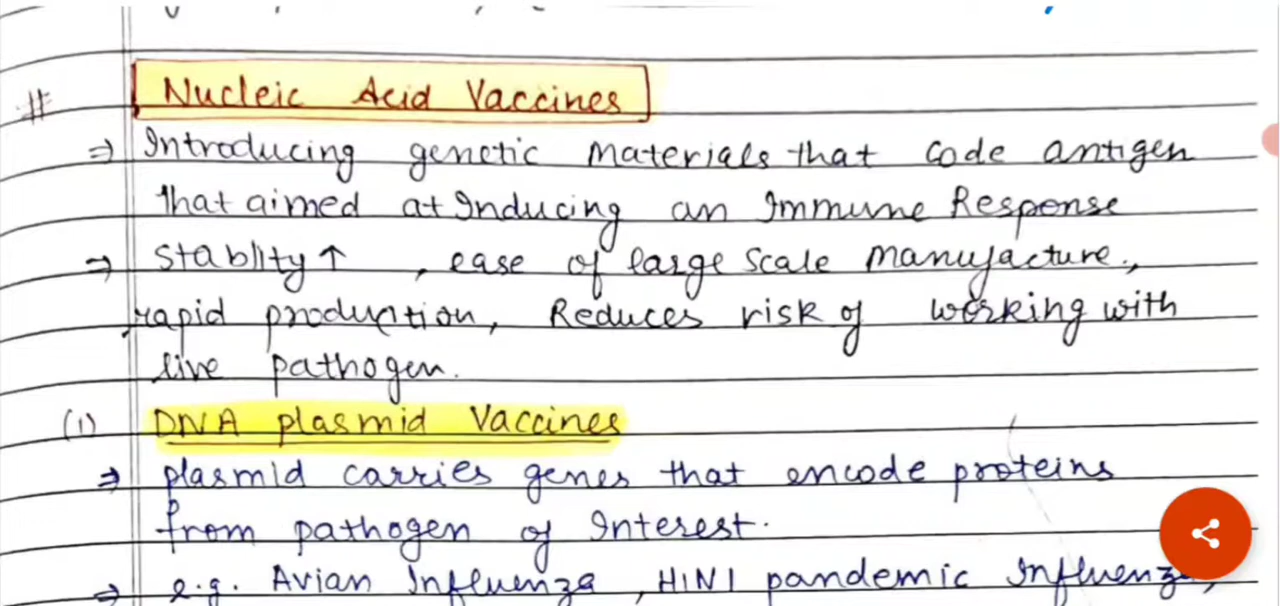 # Nucleic Acid Vaccines
⇒ Introducing genetic materials that code antigen
that aimed at Inducing an Immune Response
⇒ stablity ↑ , ease of large scale manufacture.,
rapid production, Reduces risk of working with
live pathogen.
(1) DNA plasmid Vaccines
⇒ plasmid carries genes that encode proteins
from pathogen of Interest.
⇒ e.g. Avian Influenza , H1N1 pandemic Influenza,